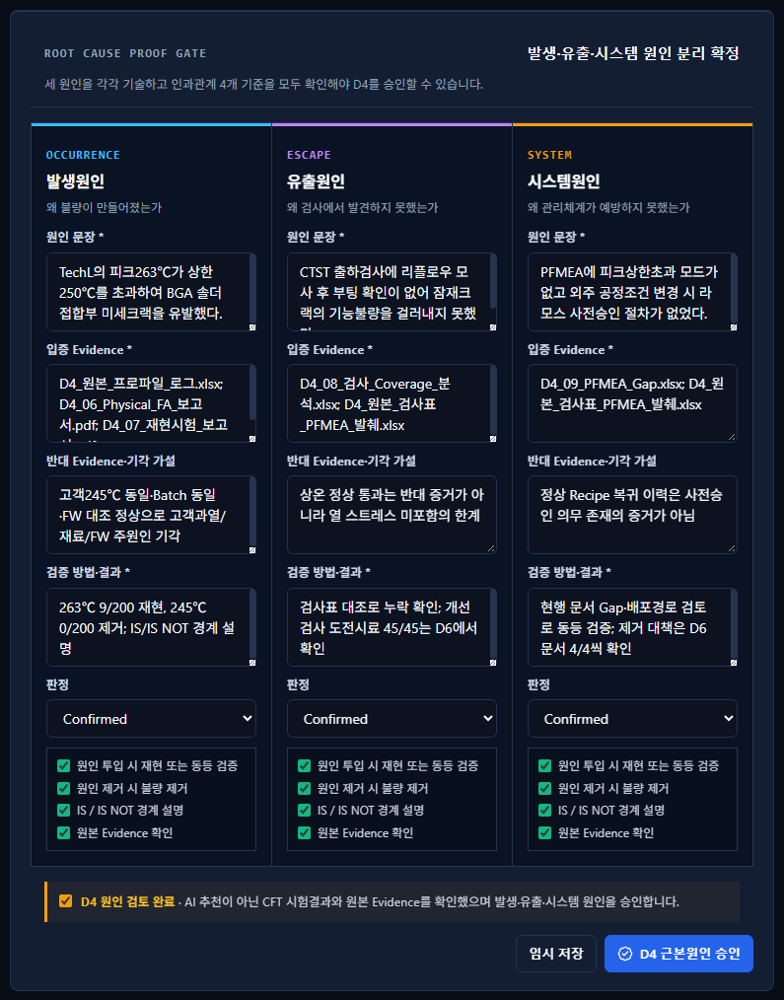 ROOT CAUSE PROOF GATE
발생·유출·시스템 원인 분리 확정
세 원인을 각각 기술하고 인과관계 4개 기준을 모두 확인해야 D4를 승인할 수 있습니다.
OCCURRENCE
발생원인
왜 불량이 만들어졌는가
원인 문장 *
TechL의 피크263℃가 상한
250℃를 초과하여 BGA 솔더
접합부 미세크랙을 유발했다.
입증 Evidence *
D4_원본_프로파일_로그.xlsx;
D4_06_Physical_FA_보고
서.pdf; D4_07_재현시험_보고
반대 Evidence·기각 가설
고객245℃ 동일·Batch 동일
·FW 대조 정상으로 고객과열/
재료/FW 주원인 기각
검증 방법·결과 *
263℃ 9/200 재현, 245℃
0/200 제거; IS/IS NOT 경계 설
명
판정
Confirmed
원인 투입 시 재현 또는 동등 검증
원인 제거 시 불량 제거
IS / IS NOT 경계 설명
원본 Evidence 확인
ESCAPE
유출원인
왜 검사에서 발견하지 못했는가
원인 문장 *
CTST 출하검사에 리플로우 모
사 후 부팅 확인이 없어 잠재크
랙의 기능불량을 걸러내지 못했
입증 Evidence *
D4_08_검사_Coverage_분
석.xlsx; D4_원본_검사표
_PFMEA_발췌.xlsx
반대 Evidence·기각 가설
상온 정상 통과는 반대 증거가 아
니라 열 스트레스 미포함의 한계
검증 방법·결과 *
검사표 대조로 누락 확인; 개선
검사 도전시료 45/45는 D6에서
확인
판정
Confirmed
원인 투입 시 재현 또는 동등 검증
원인 제거 시 불량 제거
IS / IS NOT 경계 설명
원본 Evidence 확인
SYSTEM
시스템원인
왜 관리체계가 예방하지 못했는가
원인 문장 *
PFMEA에 피크상한초과 모드가
없고 외주 공정조건 변경 시 라
모스 사전승인 절차가 없었다.
입증 Evidence *
D4_09_PFMEA_Gap.xlsx; D4_원
본_검사표_PFMEA_발췌.xlsx
반대 Evidence·기각 가설
정상 Recipe 복귀 이력은 사전승
인 의무 존재의 증거가 아님
검증 방법·결과 *
현행 문서 Gap·배포경로 검토
로 동등 검증; 제거 대책은 D6
문서 4/4씩 확인
판정
Confirmed
원인 투입 시 재현 또는 동등 검증
원인 제거 시 불량 제거
IS / IS NOT 경계 설명
원본 Evidence 확인
D4 원인 검토 완료 · AI 추천이 아닌 CFT 시험결과와 원본 Evidence를 확인했으며 발생·유출·시스템 원인을 승인합니다.
임시 저장
D4 근본원인 승인